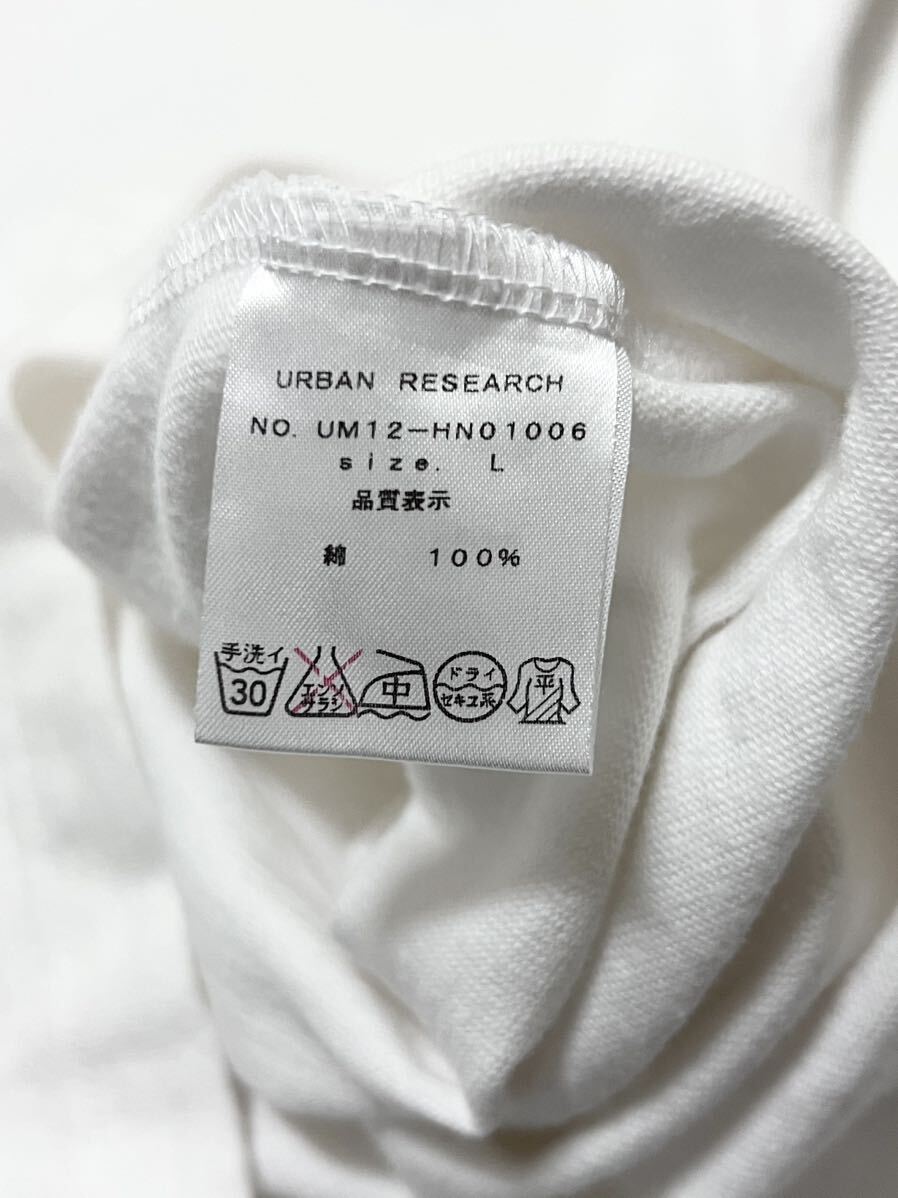 URBAN RESEARCH
NO. UM12-HN01006
size. L
品質表示
綿 100%
手洗イ
30
エンソ
サラシ
中
ドライ
セキユ系
平